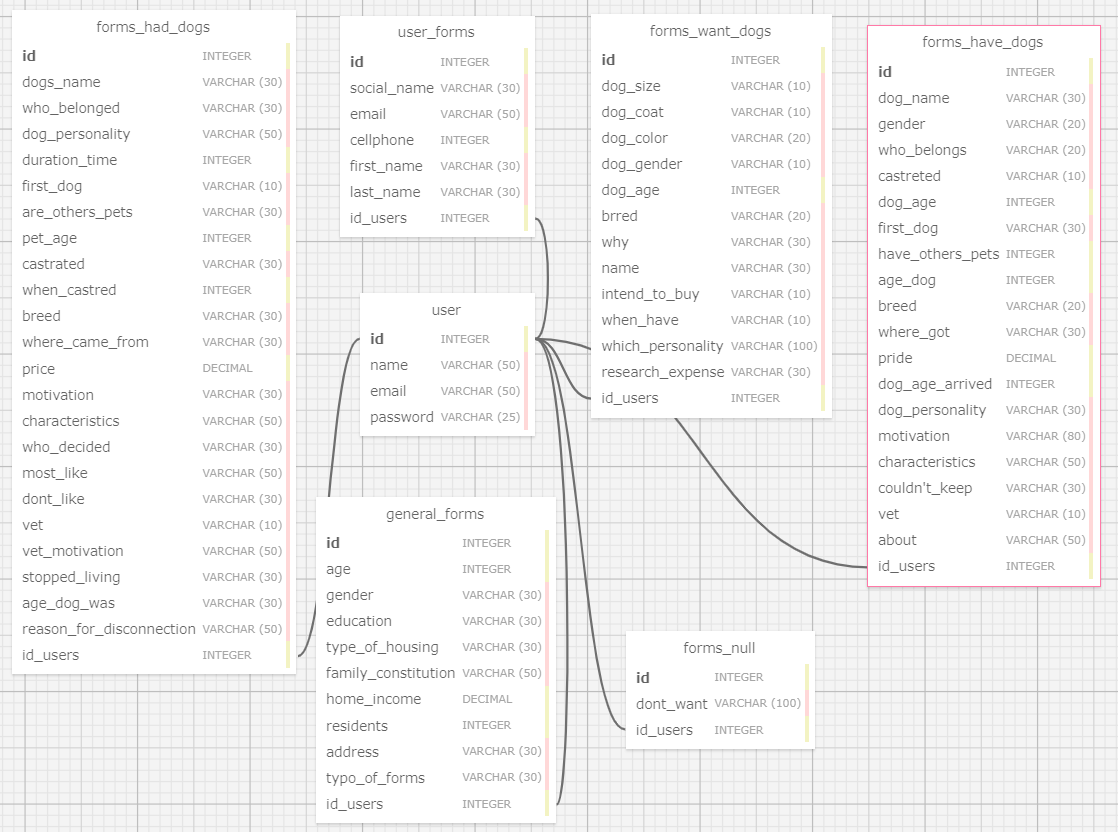 forms_had_dogs
id INTEGER
dogs_name VARCHAR (30)
who_belonged VARCHAR (30)
dog_personality VARCHAR (50)
duration_time INTEGER
first_dog VARCHAR (10)
are_others_pets VARCHAR (30)
pet_age INTEGER
castrated VARCHAR (30)
when_castred INTEGER
breed VARCHAR (30)
where_came_from VARCHAR (30)
price DECIMAL
motivation VARCHAR (30)
characteristics VARCHAR (50)
who_decided VARCHAR (30)
most_like VARCHAR (50)
dont_like VARCHAR (30)
vet VARCHAR (10)
vet_motivation VARCHAR (50)
stopped_living VARCHAR (30)
age_dog_was VARCHAR (30)
reason_for_disconnection VARCHAR (50)
id_users INTEGER
user_forms
id INTEGER
social_name VARCHAR (30)
email VARCHAR (50)
cellphone INTEGER
first_name VARCHAR (30)
last_name VARCHAR (30)
id_users INTEGER
user
id INTEGER
name VARCHAR (50)
email VARCHAR (50)
password VARCHAR (25)
general_forms
id INTEGER
age INTEGER
gender VARCHAR (30)
education VARCHAR (30)
type_of_housing VARCHAR (30)
family_constitution VARCHAR (50)
home_income DECIMAL
residents INTEGER
address VARCHAR (30)
typo_of_forms VARCHAR (30)
id_users INTEGER
forms_want_dogs
id INTEGER
dog_size VARCHAR (10)
dog_coat VARCHAR (10)
dog_color VARCHAR (20)
dog_gender VARCHAR (10)
dog_age INTEGER
brred VARCHAR (20)
why VARCHAR (30)
name VARCHAR (30)
intend_to_buy VARCHAR (10)
when_have VARCHAR (10)
which_personality VARCHAR (100)
research_expense VARCHAR (30)
id_users INTEGER
forms_null
id INTEGER
dont_want VARCHAR (100)
id_users INTEGER
forms_have_dogs
id INTEGER
dog_name VARCHAR (30)
gender VARCHAR (20)
who_belongs VARCHAR (20)
castreted VARCHAR (10)
dog_age INTEGER
first_dog VARCHAR (30)
have_others_pets INTEGER
age_dog INTEGER
breed VARCHAR (20)
where_got VARCHAR (30)
pride DECIMAL
dog_age_arrived INTEGER
dog_personality VARCHAR (30)
motivation VARCHAR (80)
characteristics VARCHAR (50)
couldn't_keep VARCHAR (30)
vet VARCHAR (10)
about VARCHAR (50)
id_users INTEGER